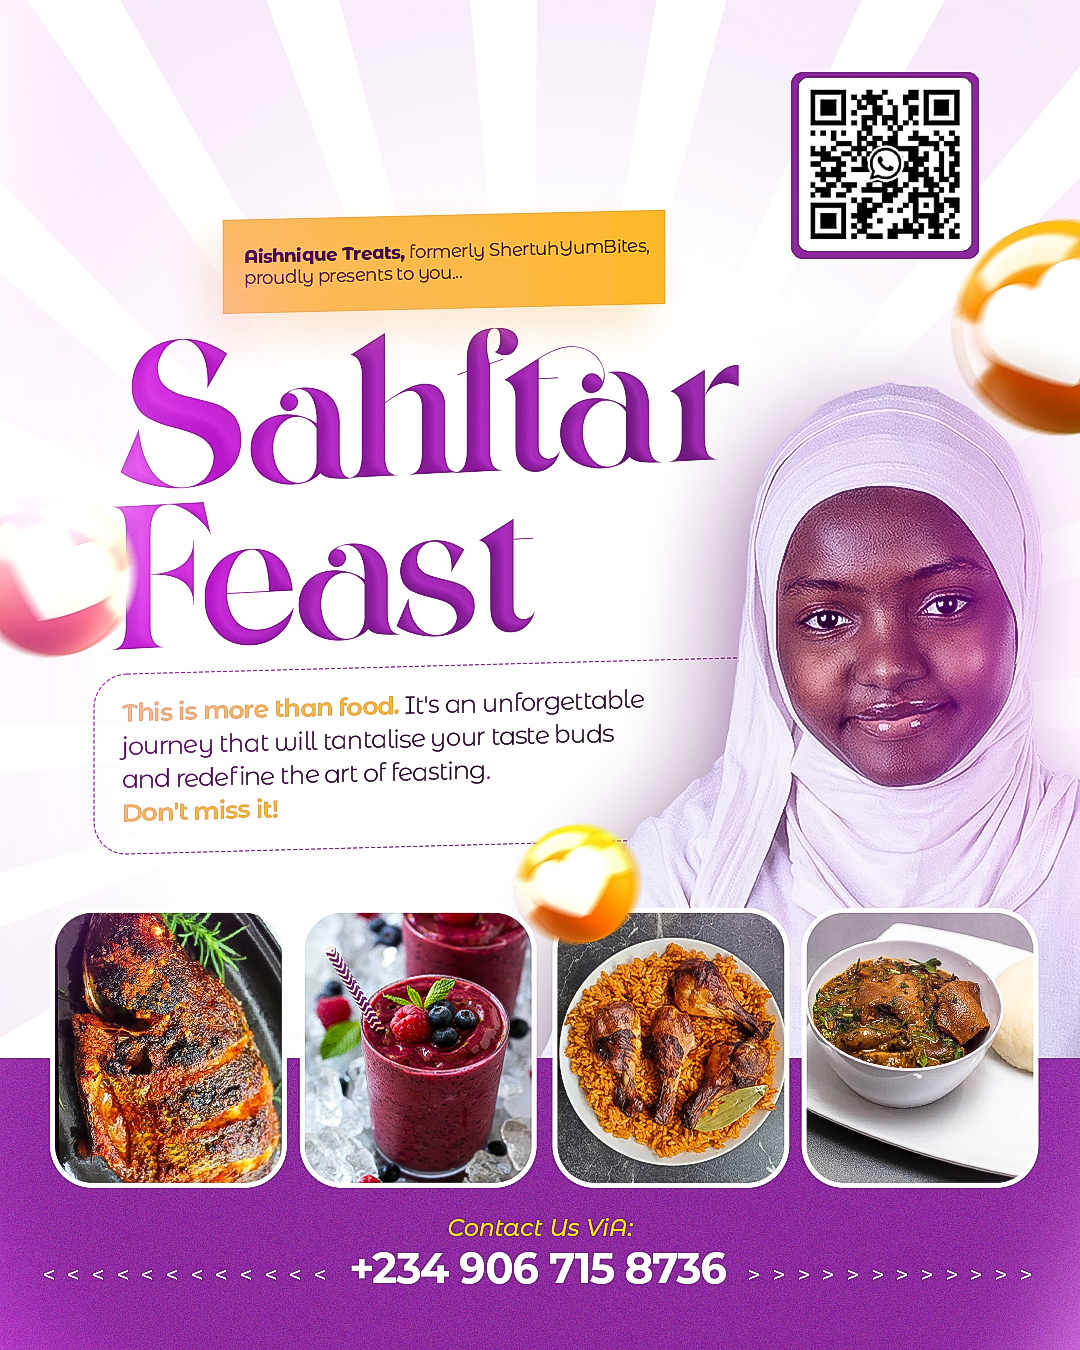 Aishnique Treats, formerly ShertuhYumBites,
proudly presents to you...
Sahftar
Feast
This is more than food. It's an unforgettable
journey that will tantalise your taste buds
and redefine the art of feasting.
Don't miss it!
Contact Us ViA:
< < < < < < < < < < < < +234 906 715 8736 > > > > > > > > > > > >